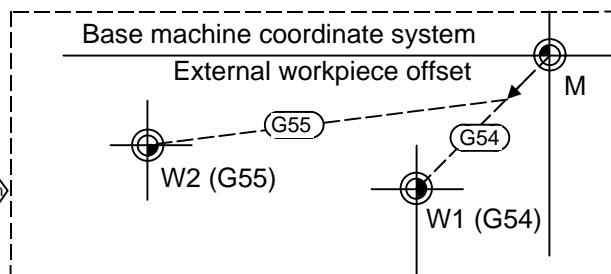 Base machine coordinate system
External workpiece offset
M
G55
G54
W2 (G55)
W1 (G54)